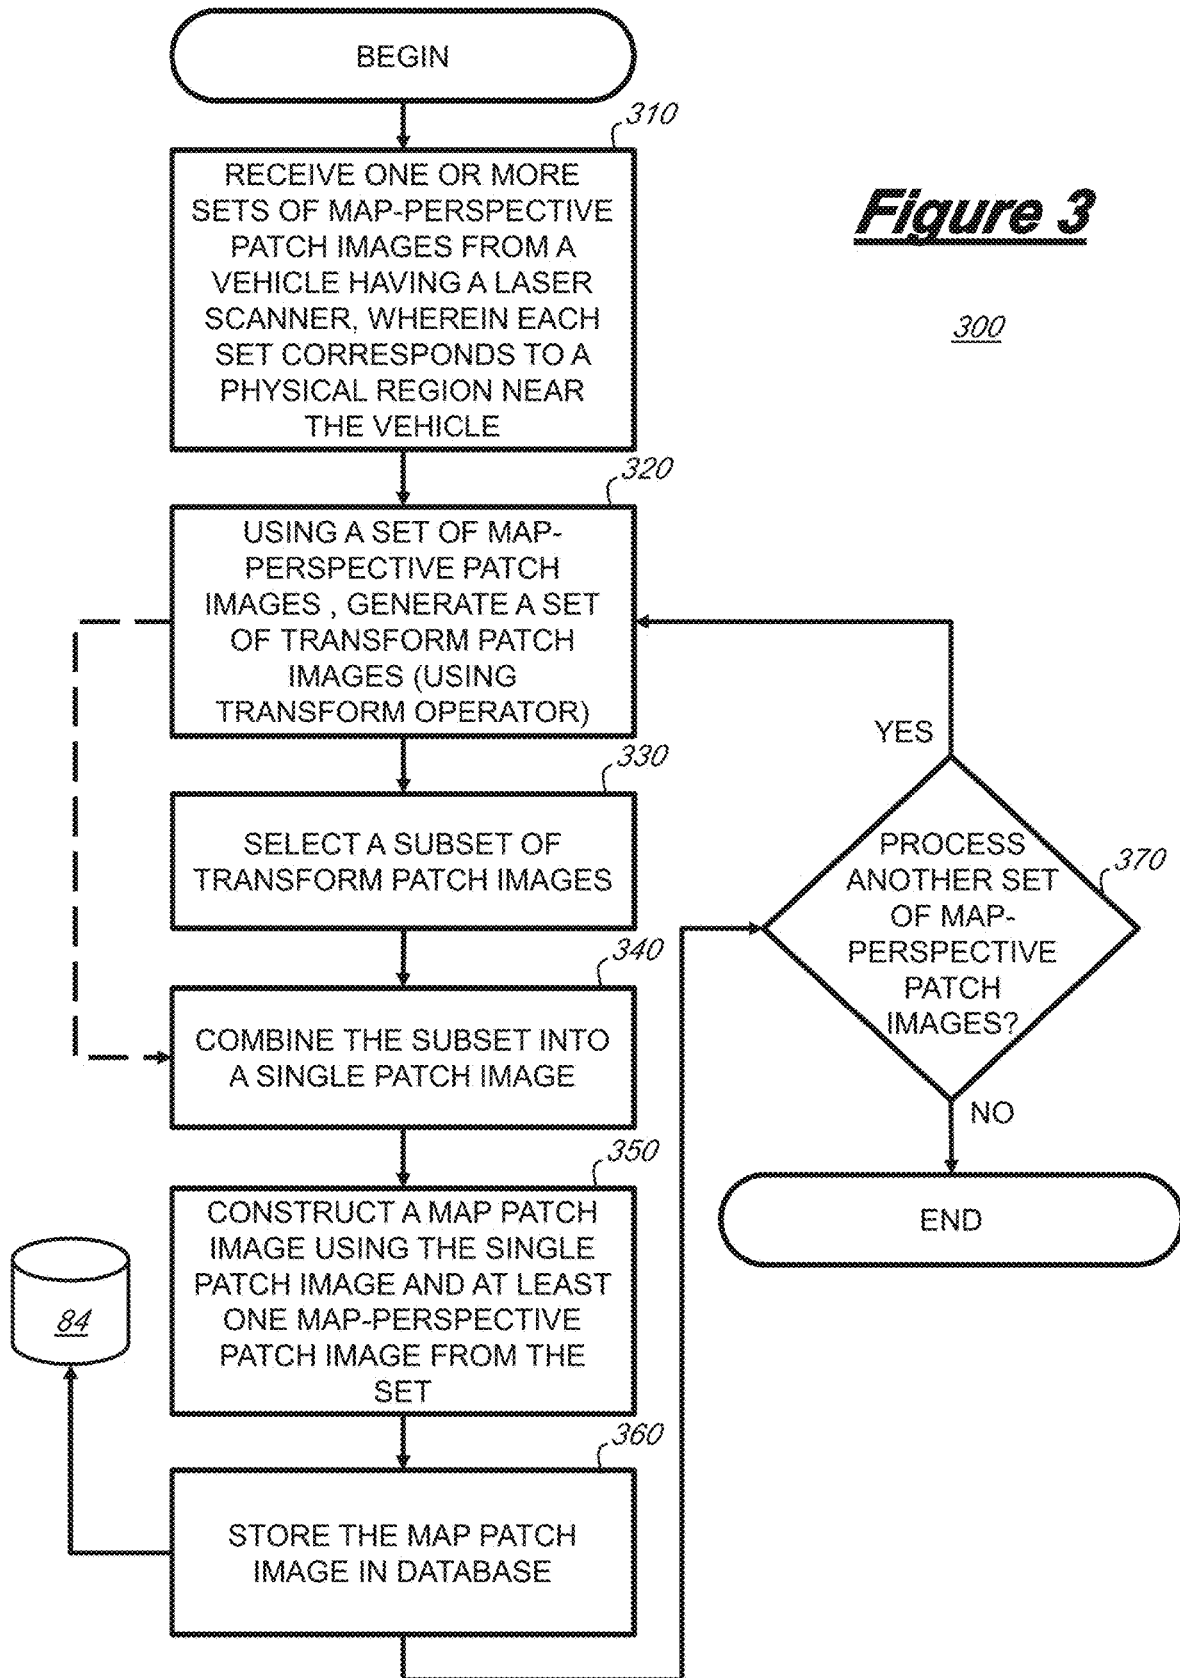 BEGIN
310
RECEIVE ONE OR MORE
SETS OF MAP-PERSPECTIVE
PATCH IMAGES FROM A
VEHICLE HAVING A LASER
SCANNER, WHEREIN EACH
SET CORRESPONDS TO A
PHYSICAL REGION NEAR
THE VEHICLE
Figure 3
300
320
USING A SET OF MAP-
PERSPECTIVE PATCH
IMAGES , GENERATE A SET
OF TRANSFORM PATCH
IMAGES (USING
TRANSFORM OPERATOR)
330
SELECT A SUBSET OF
TRANSFORM PATCH IMAGES
340
COMBINE THE SUBSET INTO
A SINGLE PATCH IMAGE
350
CONSTRUCT A MAP PATCH
IMAGE USING THE SINGLE
PATCH IMAGE AND AT LEAST
ONE MAP-PERSPECTIVE
PATCH IMAGE FROM THE
SET
84
360
STORE THE MAP PATCH
IMAGE IN DATABASE
YES
370
PROCESS
ANOTHER SET
OF MAP-
PERSPECTIVE
PATCH
IMAGES?
NO
END